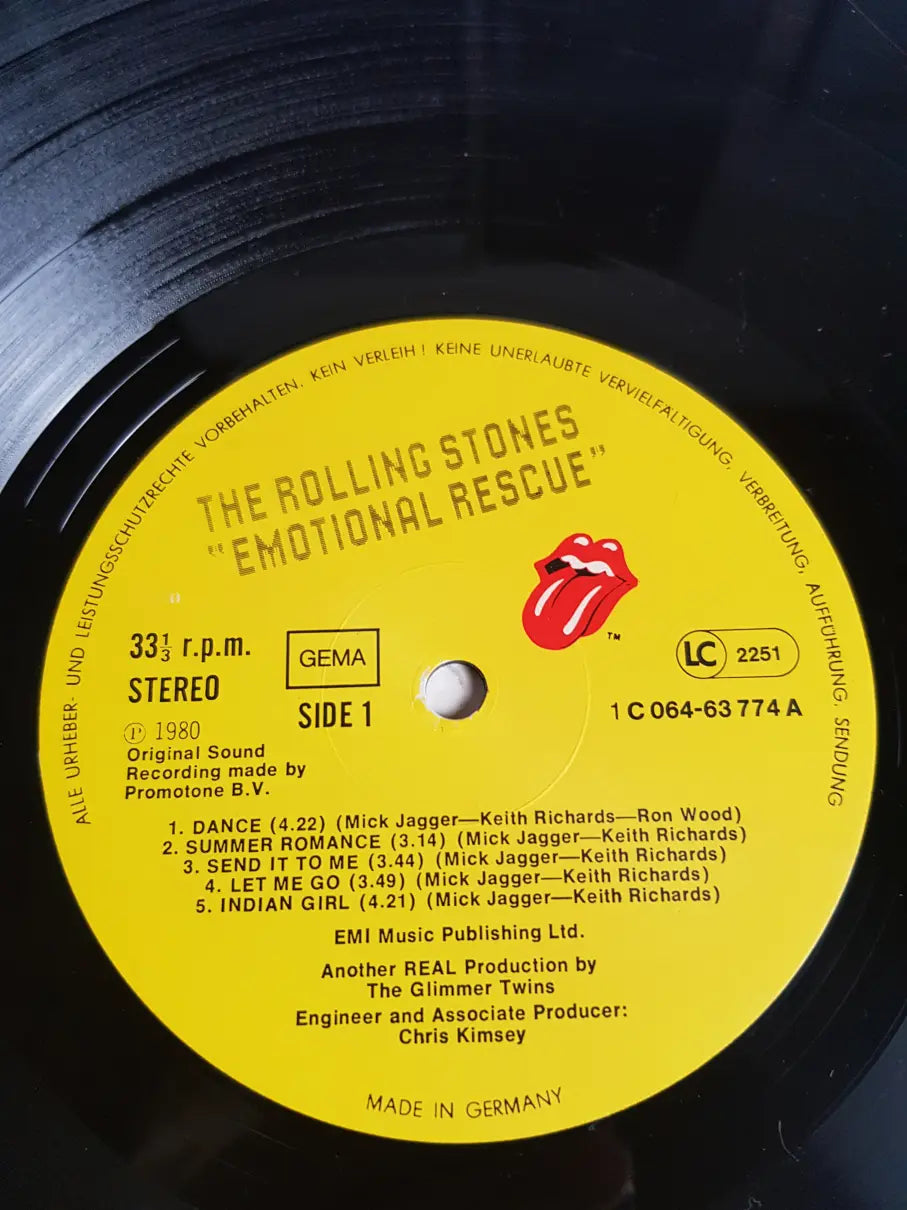 ALLE URHEBER- UND LEISTUNGSSCHUTZRECHTE VORBEHALTEN. KEIN VERLEIH! KEINE UNERLAUBTE VERVIELFÄLTIGUNG, VERBREITUNG, AUFFÜHRUNG, SENDUNG
THE ROLLING STONES
"EMOTIONAL RESCUE"
TM
33⅓ r.p.m.
STEREO
GEMA
SIDE 1
LC 2251
1 C 064-63 774 A
℗ 1980
Original Sound
Recording made by
Promotone B.V.
1. DANCE (4.22) (Mick Jagger—Keith Richards—Ron Wood)
2. SUMMER ROMANCE (3.14) (Mick Jagger—Keith Richards)
3. SEND IT TO ME (3.44) (Mick Jagger—Keith Richards)
4. LET ME GO (3.49) (Mick Jagger—Keith Richards)
5. INDIAN GIRL (4.21) (Mick Jagger—Keith Richards)
EMI Music Publishing Ltd.
Another REAL Production by
The Glimmer Twins
Engineer and Associate Producer:
Chris Kimsey
MADE IN GERMANY